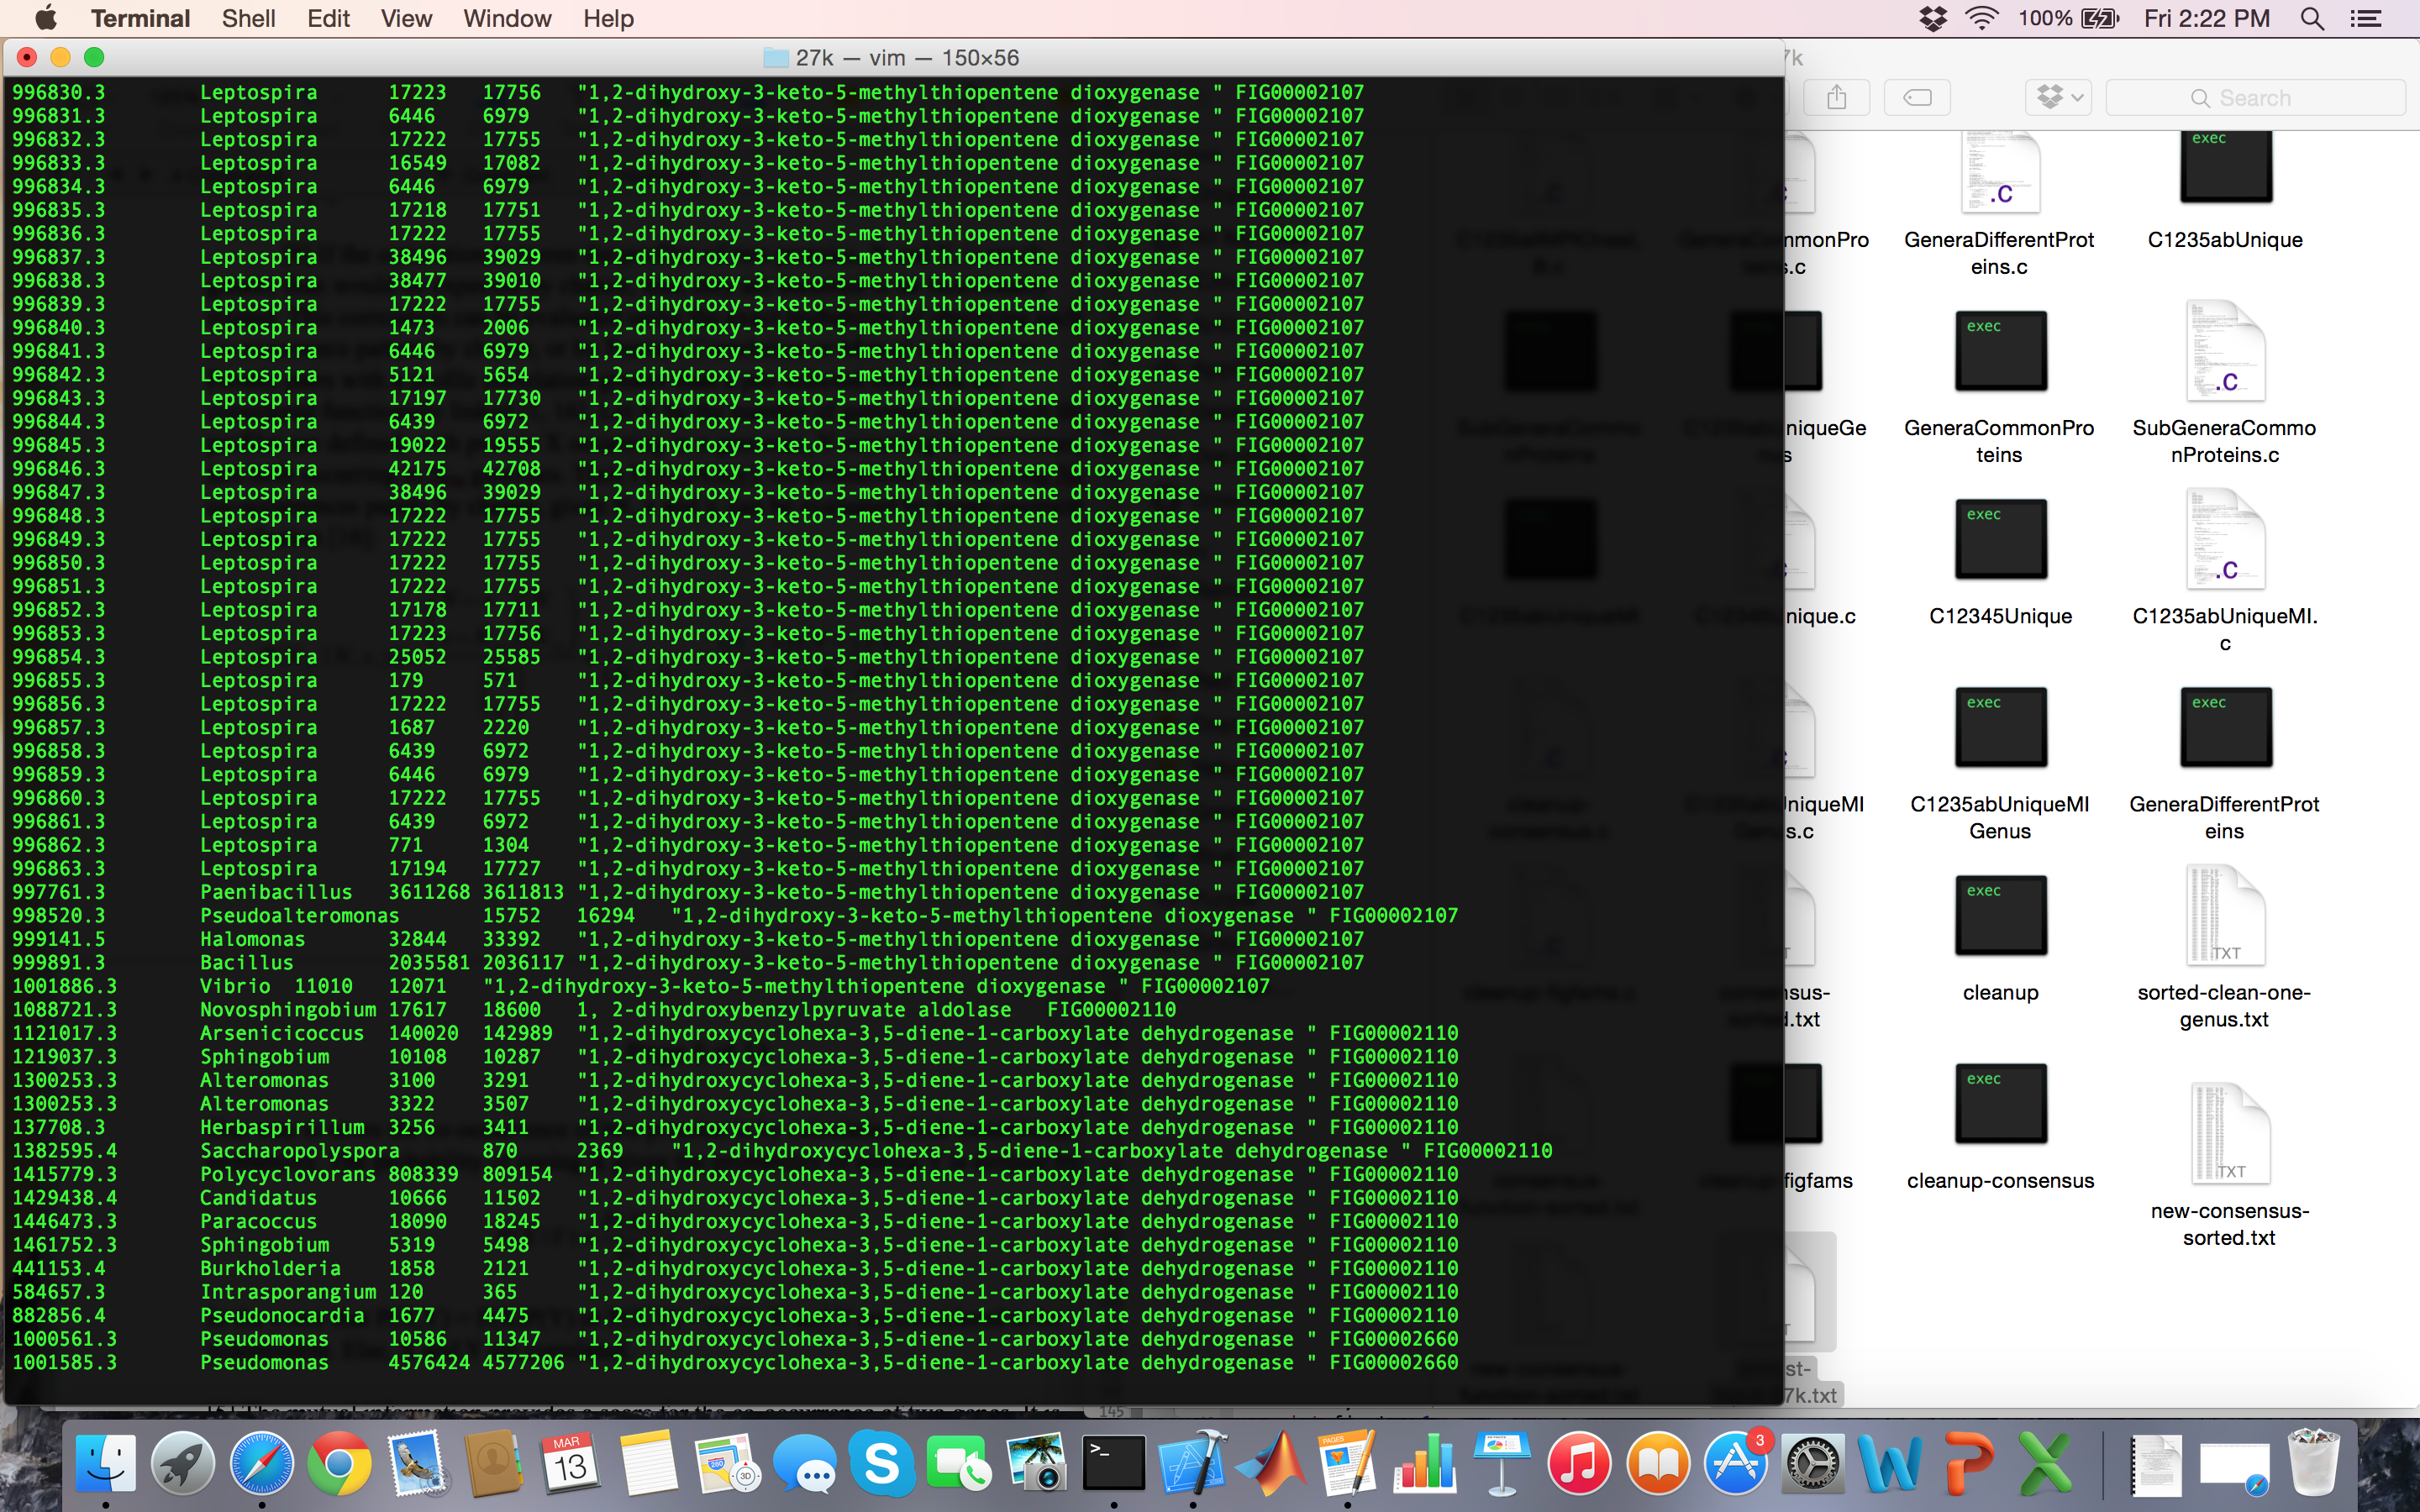 Terminal Shell Edit View Window Help 100% Fri 2:22 PM
27k — vim — 150×56
7k
Search
996830.3 Leptospira 17223 17756 "1,2-dihydroxy-3-keto-5-methylthiopentene dioxygenase " FIG00002107
996831.3 Leptospira 6446 6979 "1,2-dihydroxy-3-keto-5-methylthiopentene dioxygenase " FIG00002107
996832.3 Leptospira 17222 17755 "1,2-dihydroxy-3-keto-5-methylthiopentene dioxygenase " FIG00002107
996833.3 Leptospira 16549 17082 "1,2-dihydroxy-3-keto-5-methylthiopentene dioxygenase " FIG00002107
996834.3 Leptospira 6446 6979 "1,2-dihydroxy-3-keto-5-methylthiopentene dioxygenase " FIG00002107
996835.3 Leptospira 17218 17751 "1,2-dihydroxy-3-keto-5-methylthiopentene dioxygenase " FIG00002107
996836.3 Leptospira 17222 17755 "1,2-dihydroxy-3-keto-5-methylthiopentene dioxygenase " FIG00002107
996837.3 Leptospira 38496 39029 "1,2-dihydroxy-3-keto-5-methylthiopentene dioxygenase " FIG00002107
996838.3 Leptospira 38477 39010 "1,2-dihydroxy-3-keto-5-methylthiopentene dioxygenase " FIG00002107
996839.3 Leptospira 17222 17755 "1,2-dihydroxy-3-keto-5-methylthiopentene dioxygenase " FIG00002107
996840.3 Leptospira 1473 2006 "1,2-dihydroxy-3-keto-5-methylthiopentene dioxygenase " FIG00002107
996841.3 Leptospira 6446 6979 "1,2-dihydroxy-3-keto-5-methylthiopentene dioxygenase " FIG00002107
996842.3 Leptospira 5121 5654 "1,2-dihydroxy-3-keto-5-methylthiopentene dioxygenase " FIG00002107
996843.3 Leptospira 17197 17730 "1,2-dihydroxy-3-keto-5-methylthiopentene dioxygenase " FIG00002107
996844.3 Leptospira 6439 6972 "1,2-dihydroxy-3-keto-5-methylthiopentene dioxygenase " FIG00002107
996845.3 Leptospira 19022 19555 "1,2-dihydroxy-3-keto-5-methylthiopentene dioxygenase " FIG00002107
996846.3 Leptospira 42175 42708 "1,2-dihydroxy-3-keto-5-methylthiopentene dioxygenase " FIG00002107
996847.3 Leptospira 38496 39029 "1,2-dihydroxy-3-keto-5-methylthiopentene dioxygenase " FIG00002107
996848.3 Leptospira 17222 17755 "1,2-dihydroxy-3-keto-5-methylthiopentene dioxygenase " FIG00002107
996849.3 Leptospira 17222 17755 "1,2-dihydroxy-3-keto-5-methylthiopentene dioxygenase " FIG00002107
996850.3 Leptospira 17222 17755 "1,2-dihydroxy-3-keto-5-methylthiopentene dioxygenase " FIG00002107
996851.3 Leptospira 17222 17755 "1,2-dihydroxy-3-keto-5-methylthiopentene dioxygenase " FIG00002107
996852.3 Leptospira 17178 17711 "1,2-dihydroxy-3-keto-5-methylthiopentene dioxygenase " FIG00002107
996853.3 Leptospira 17223 17756 "1,2-dihydroxy-3-keto-5-methylthiopentene dioxygenase " FIG00002107
996854.3 Leptospira 25052 25585 "1,2-dihydroxy-3-keto-5-methylthiopentene dioxygenase " FIG00002107
996855.3 Leptospira 179 571 "1,2-dihydroxy-3-keto-5-methylthiopentene dioxygenase " FIG00002107
996856.3 Leptospira 17222 17755 "1,2-dihydroxy-3-keto-5-methylthiopentene dioxygenase " FIG00002107
996857.3 Leptospira 1687 2220 "1,2-dihydroxy-3-keto-5-methylthiopentene dioxygenase " FIG00002107
996858.3 Leptospira 6439 6972 "1,2-dihydroxy-3-keto-5-methylthiopentene dioxygenase " FIG00002107
996859.3 Leptospira 6446 6979 "1,2-dihydroxy-3-keto-5-methylthiopentene dioxygenase " FIG00002107
996860.3 Leptospira 17222 17755 "1,2-dihydroxy-3-keto-5-methylthiopentene dioxygenase " FIG00002107
996861.3 Leptospira 6439 6972 "1,2-dihydroxy-3-keto-5-methylthiopentene dioxygenase " FIG00002107
996862.3 Leptospira 771 1304 "1,2-dihydroxy-3-keto-5-methylthiopentene dioxygenase " FIG00002107
996863.3 Leptospira 17194 17727 "1,2-dihydroxy-3-keto-5-methylthiopentene dioxygenase " FIG00002107
997761.3 Paenibacillus 3611268 3611813 "1,2-dihydroxy-3-keto-5-methylthiopentene dioxygenase " FIG00002107
998520.3 Pseudoalteromonas 15752 16294 "1,2-dihydroxy-3-keto-5-methylthiopentene dioxygenase " FIG00002107
999141.5 Halomonas 32844 33392 "1,2-dihydroxy-3-keto-5-methylthiopentene dioxygenase " FIG00002107
999891.3 Bacillus 2035581 2036117 "1,2-dihydroxy-3-keto-5-methylthiopentene dioxygenase " FIG00002107
1001886.3 Vibrio 11010 12071 "1,2-dihydroxy-3-keto-5-methylthiopentene dioxygenase " FIG00002107
1088721.3 Novosphingobium 17617 18600 1, 2-dihydroxybenzylpyruvate aldolase FIG00002110
1121017.3 Arsenicicoccus 140020 142989 "1,2-dihydroxycyclohexa-3,5-diene-1-carboxylate dehydrogenase " FIG00002110
1219037.3 Sphingobium 10108 10287 "1,2-dihydroxycyclohexa-3,5-diene-1-carboxylate dehydrogenase " FIG00002110
1300253.3 Alteromonas 3100 3291 "1,2-dihydroxycyclohexa-3,5-diene-1-carboxylate dehydrogenase " FIG00002110
1300253.3 Alteromonas 3322 3507 "1,2-dihydroxycyclohexa-3,5-diene-1-carboxylate dehydrogenase " FIG00002110
137708.3 Herbaspirillum 3256 3411 "1,2-dihydroxycyclohexa-3,5-diene-1-carboxylate dehydrogenase " FIG00002110
1382595.4 Saccharopolyspora 870 2369 "1,2-dihydroxycyclohexa-3,5-diene-1-carboxylate dehydrogenase " FIG00002110
1415779.3 Polycyclovorans 808339 809154 "1,2-dihydroxycyclohexa-3,5-diene-1-carboxylate dehydrogenase " FIG00002110
1429438.4 Candidatus 10666 11502 "1,2-dihydroxycyclohexa-3,5-diene-1-carboxylate dehydrogenase " FIG00002110
1446473.3 Paracoccus 18090 18245 "1,2-dihydroxycyclohexa-3,5-diene-1-carboxylate dehydrogenase " FIG00002110
1461752.3 Sphingobium 5319 5498 "1,2-dihydroxycyclohexa-3,5-diene-1-carboxylate dehydrogenase " FIG00002110
441153.4 Burkholderia 1858 2121 "1,2-dihydroxycyclohexa-3,5-diene-1-carboxylate dehydrogenase " FIG00002110
584657.3 Intrasporangium 120 365 "1,2-dihydroxycyclohexa-3,5-diene-1-carboxylate dehydrogenase " FIG00002110
882856.4 Pseudonocardia 1677 4475 "1,2-dihydroxycyclohexa-3,5-diene-1-carboxylate dehydrogenase " FIG00002110
1000561.3 Pseudomonas 10586 11347 "1,2-dihydroxycyclohexa-3,5-diene-1-carboxylate dehydrogenase " FIG00002660
1001585.3 Pseudomonas 4576424 4577206 "1,2-dihydroxycyclohexa-3,5-diene-1-carboxylate dehydrogenase " FIG00002660
.C exec
mmonPro GeneraDifferentProt C1235abUnique
s.c eins.c
exec .C
niqueGe GeneraCommonPro SubGeneraCommo
s teins nProteins.c
exec .C
nique.c C12345Unique C1235abUniqueMI.
c
exec exec
niqueMI C1235abUniqueMI GeneraDifferentProt
s.c Genus eins
exec TXT
sus- cleanup sorted-clean-one-
d.txt genus.txt
exec TXT
figfams cleanup-consensus new-consensus-
sorted.txt
st-
7k.txt
145
MAR
13
280
3D
PAGES
3